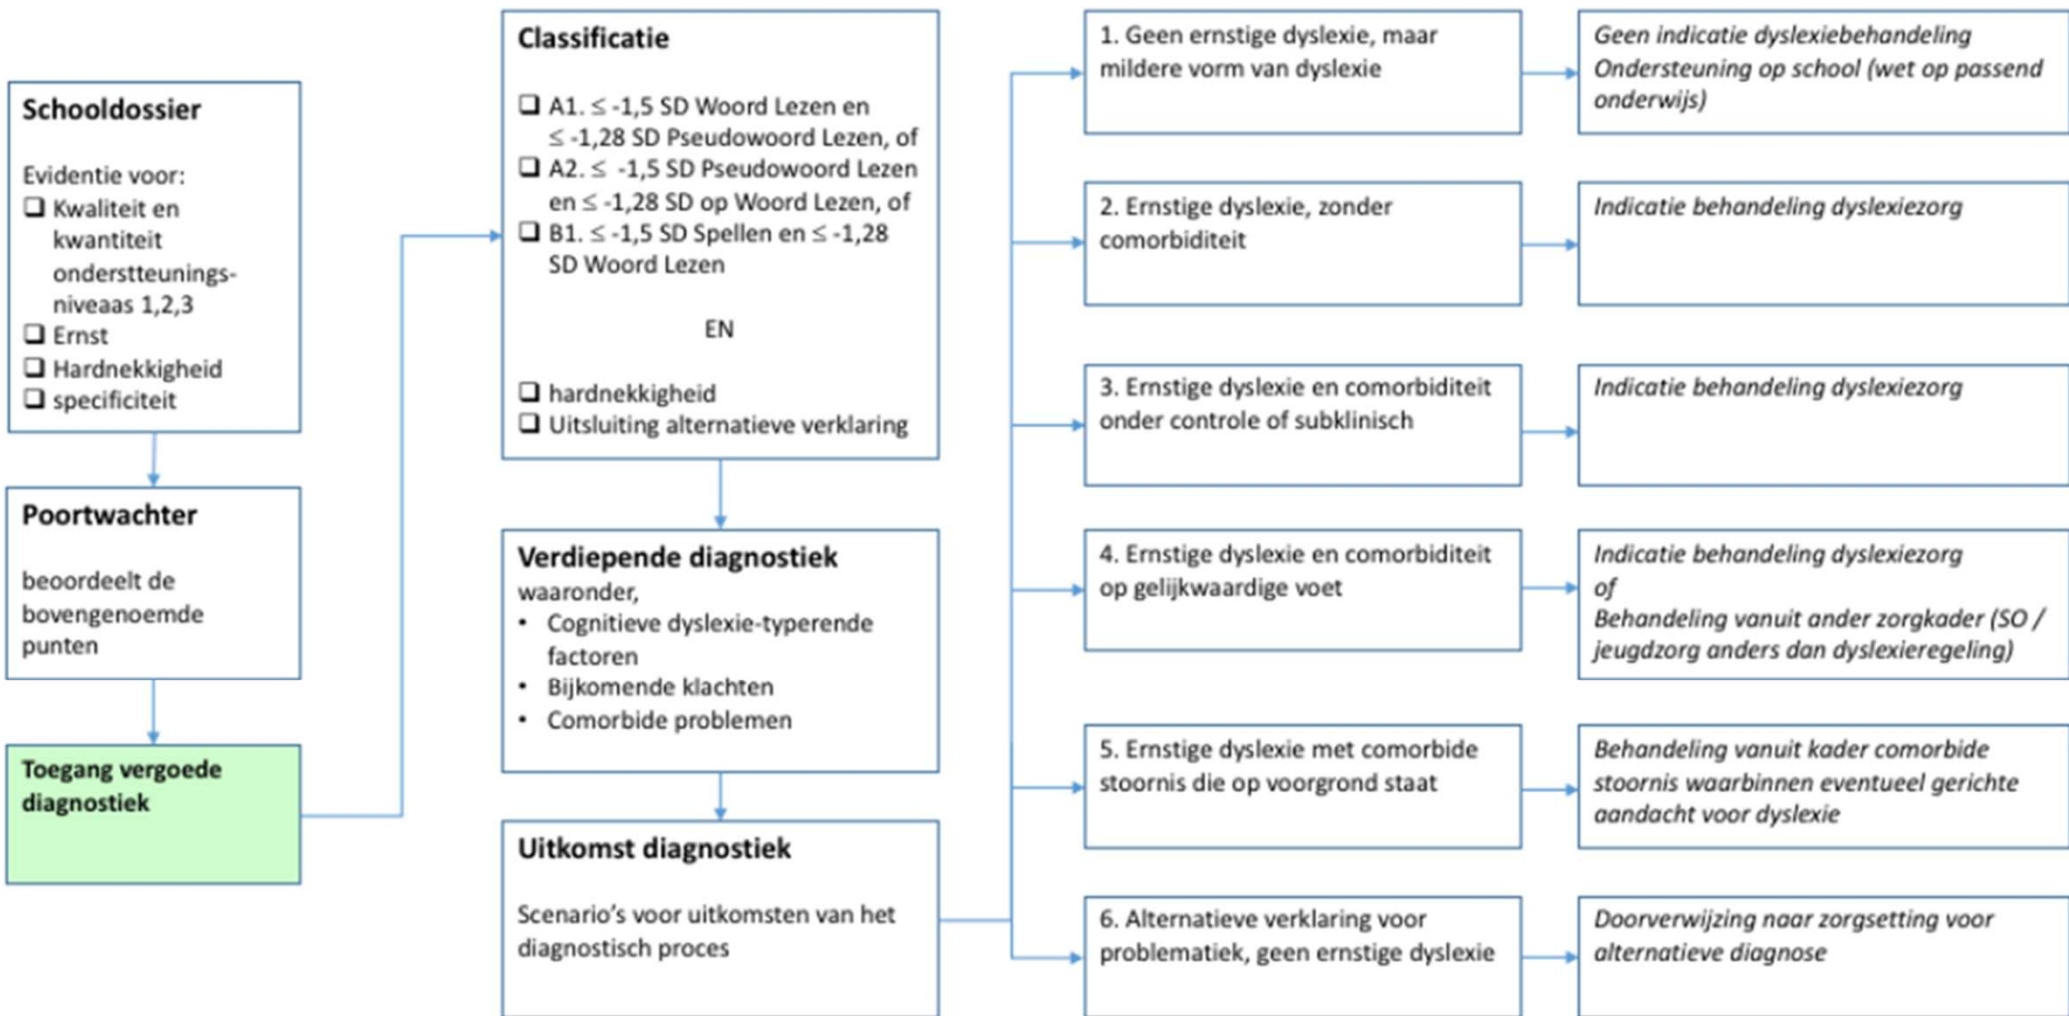 Schooldossier
Evidentie voor:
❑ Kwaliteit en
kwantiteit
onderstteunings-
niveaas 1,2,3
❑ Ernst
❑ Hardnekkigheid
❑ specificiteit
Poortwachter
beoordeelt de
bovengenoemde
punten
Toegang vergoede
diagnostiek
Classificatie
❑ A1. ≤ -1,5 SD Woord Lezen en
≤ -1,28 SD Pseudowoord Lezen, of
❑ A2. ≤ -1,5 SD Pseudowoord Lezen
en ≤ -1,28 SD op Woord Lezen, of
❑ B1. ≤ -1,5 SD Spellen en ≤ -1,28
SD Woord Lezen
EN
❑ hardnekkigheid
❑ Uitsluiting alternatieve verklaring
Verdiepende diagnostiek
waaronder,
• Cognitieve dyslexie-typerende
factoren
• Bijkomende klachten
• Comorbide problemen
Uitkomst diagnostiek
Scenario's voor uitkomsten van het
diagnostisch proces
1. Geen ernstige dyslexie, maar
mildere vorm van dyslexie
Geen indicatie dyslexiebehandeling
Ondersteuning op school (wet op passend
onderwijs)
2. Ernstige dyslexie, zonder
comorbiditeit
Indicatie behandeling dyslexiezorg
3. Ernstige dyslexie en comorbiditeit
onder controle of subklinisch
Indicatie behandeling dyslexiezorg
4. Ernstige dyslexie en comorbiditeit
op gelijkwaardige voet
Indicatie behandeling dyslexiezorg
of
Behandeling vanuit ander zorgkader (SO /
jeugdzorg anders dan dyslexieregeling)
5. Ernstige dyslexie met comorbide
stoornis die op voorgrond staat
Behandeling vanuit kader comorbide
stoornis waarbinnen eventueel gerichte
aandacht voor dyslexie
6. Alternatieve verklaring voor
problematiek, geen ernstige dyslexie
Doorverwijzing naar zorgsetting voor
alternatieve diagnose